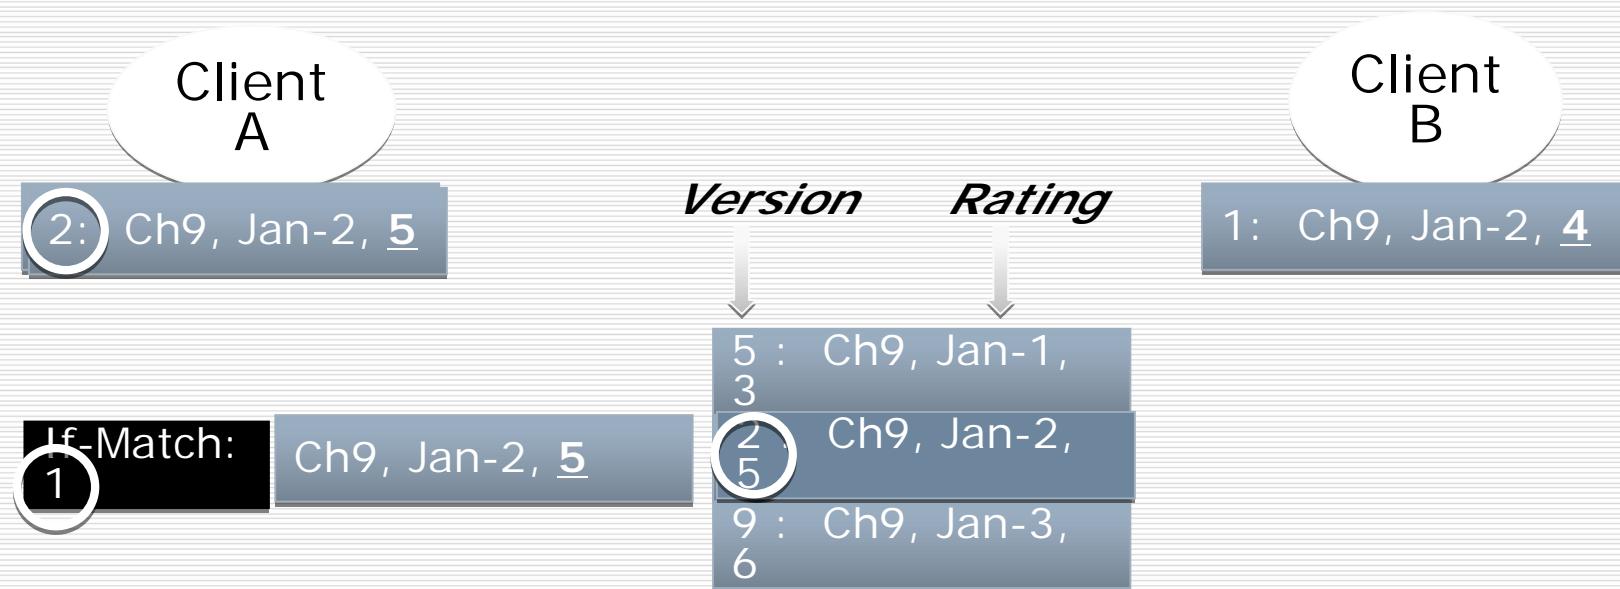 Client
A
Client
B
2: Ch9, Jan-2, 5
Version
Rating
1: Ch9, Jan-2, 4
5 : Ch9, Jan-1,
3
If-Match:
1
Ch9, Jan-2, 5
2 : Ch9, Jan-2,
5
9 : Ch9, Jan-3,
6